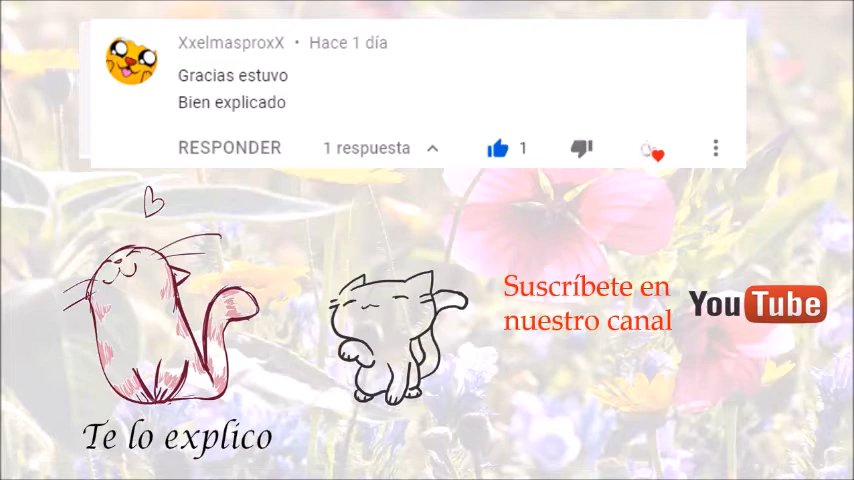 XxelmasproxX • Hace 1 día
Gracias estuvo
Bien explicado
RESPONDER 1 respuesta 1
Suscríbete en
nuestro canal
YouTube
Te lo explico